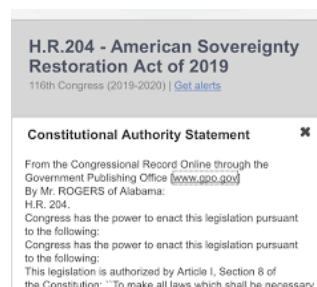 H.R.204 - American Sovereignty
Restoration Act of 2019
116th Congress (2019-2020) | Get alerts
Constitutional Authority Statement ✖
From the Congressional Record Online through the
Government Publishing Office [www.gpo.gov]
By Mr. ROGERS of Alabama:
H.R. 204.
Congress has the power to enact this legislation pursuant
to the following:
Congress has the power to enact this legislation pursuant
to the following:
This legislation is authorized by Article I, Section 8 of
the Constitution: ``To make all laws which shall be necessary